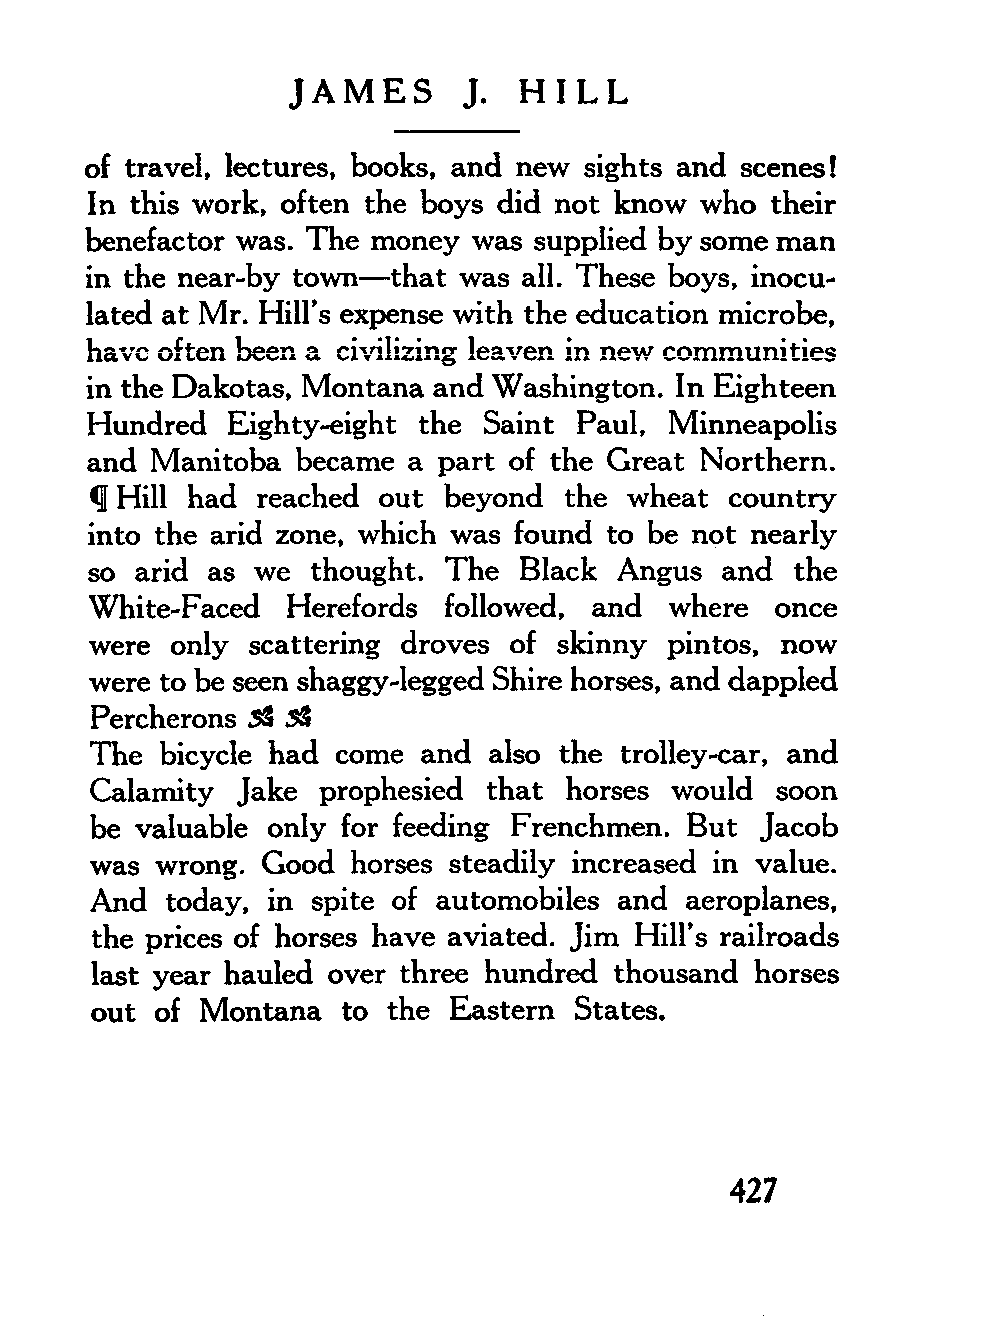 JAMES J. HILL
of travel, lectures, books, and new sights and scenes!
In this work, often the boys did not know who their
benefactor was. The money was supplied by some man
in the near-by town—that was all. These boys, inocu-
lated at Mr. Hill's expense with the education microbe,
have often been a civilizing leaven in new communities
in the Dakotas, Montana and Washington. In Eighteen
Hundred Eighty-eight the Saint Paul, Minneapolis
and Manitoba became a part of the Great Northern.
¶ Hill had reached out beyond the wheat country
into the arid zone, which was found to be not nearly
so arid as we thought. The Black Angus and the
White-Faced Herefords followed, and where once
were only scattering droves of skinny pintos, now
were to be seen shaggy-legged Shire horses, and dappled
Percherons
The bicycle had come and also the trolley-car, and
Calamity Jake prophesied that horses would soon
be valuable only for feeding Frenchmen. But Jacob
was wrong. Good horses steadily increased in value.
And today, in spite of automobiles and aeroplanes,
the prices of horses have aviated. Jim Hill's railroads
last year hauled over three hundred thousand horses
out of Montana to the Eastern States.
427